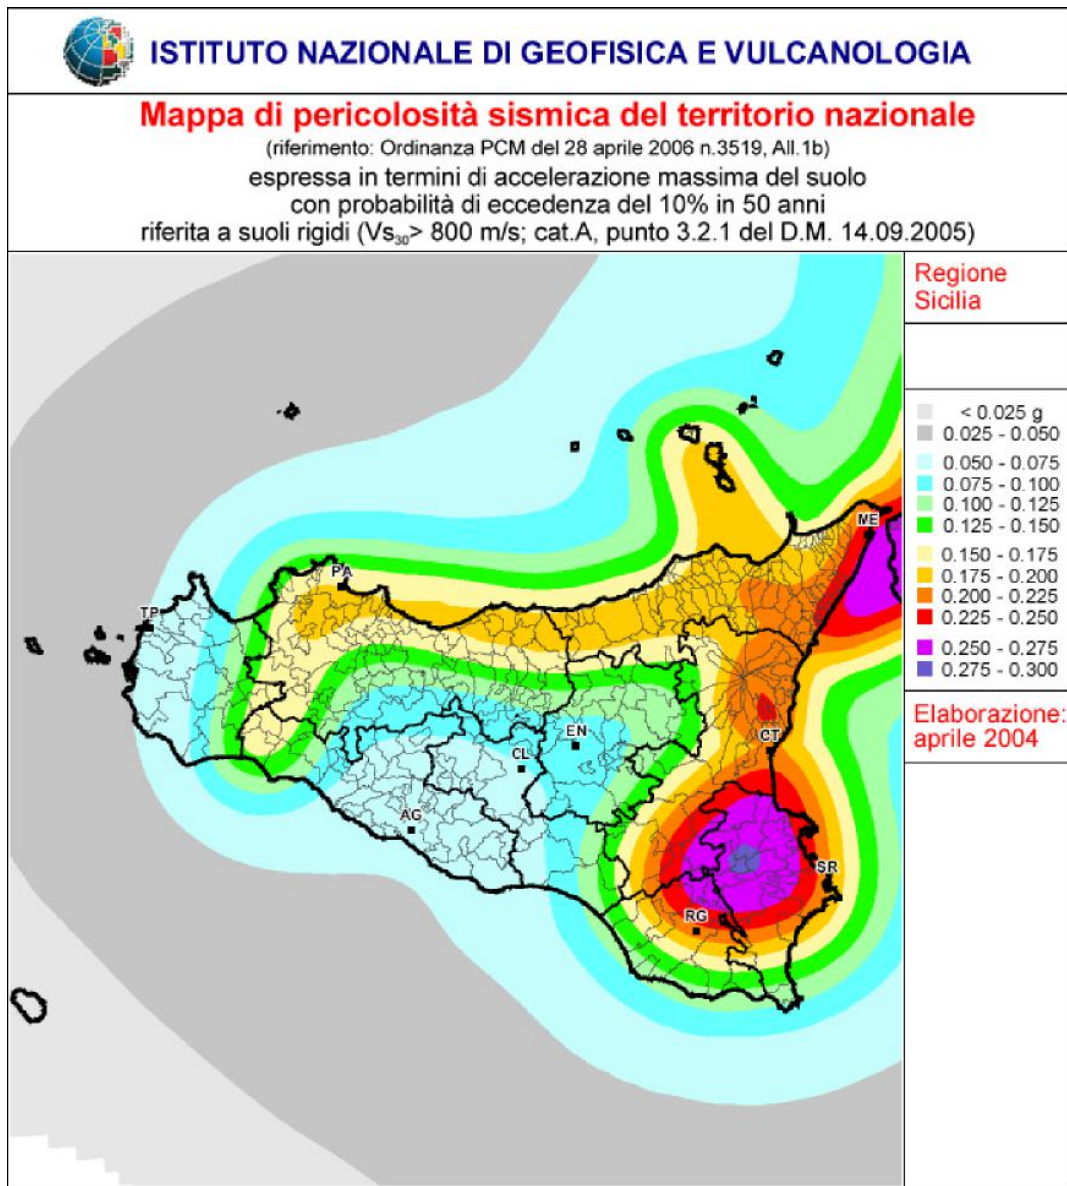 ISTITUTO NAZIONALE DI GEOFISICA E VULCANOLOGIA
Mappa di pericolosità sismica del territorio nazionale
(riferimento: Ordinanza PCM del 28 aprile 2006 n.3519, All.1b)
espressa in termini di accelerazione massima del suolo
con probabilità di eccedenza del 10% in 50 anni
riferita a suoli rigidi (Vs₃₀> 800 m/s; cat.A, punto 3.2.1 del D.M. 14.09.2005)
Regione
Sicilia
< 0.025 g
0.025 - 0.050
0.050 - 0.075
0.075 - 0.100
0.100 - 0.125
0.125 - 0.150
0.150 - 0.175
0.175 - 0.200
0.200 - 0.225
0.225 - 0.250
0.250 - 0.275
0.275 - 0.300
Elaborazione:
aprile 2004
ME
PA
TP
EN
CT
CL
AG
SR
RG